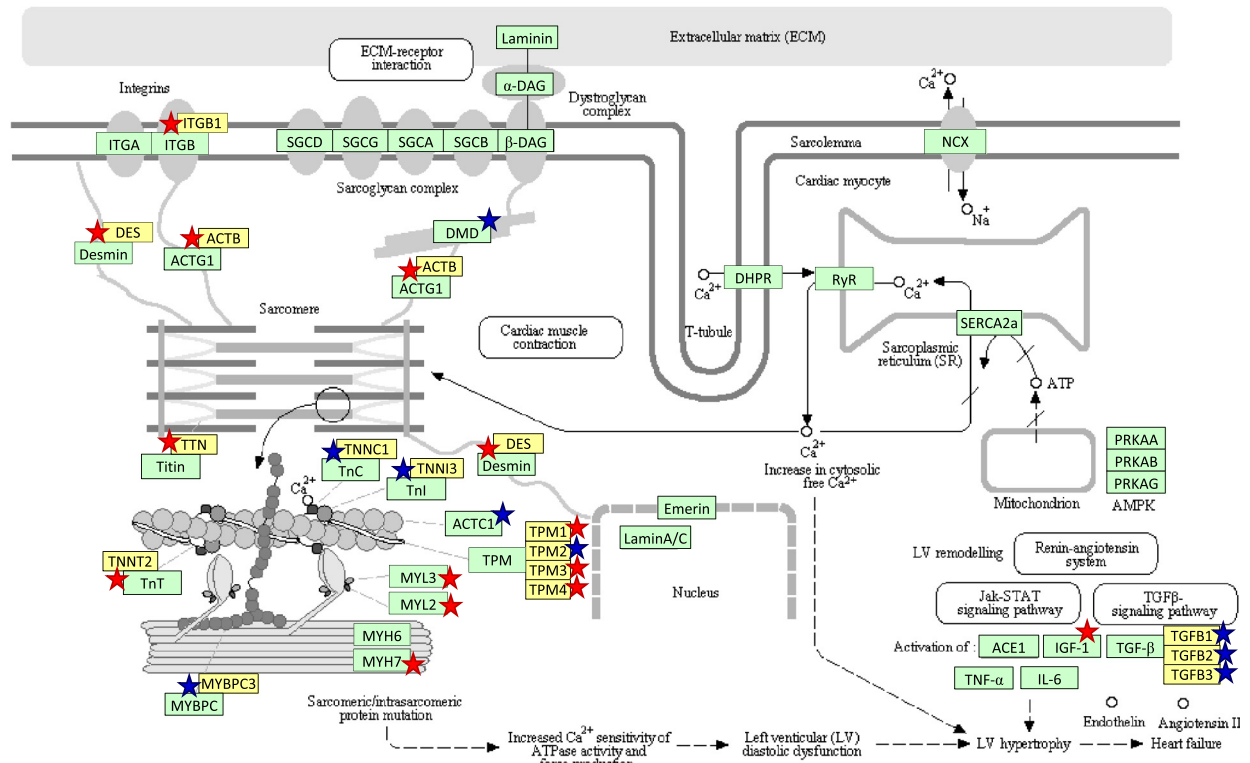 Extracellular matrix (ECM)
Laminin
ECM-receptor
interaction
α-DAG
Dystroglycan
complex
Integrins
ITGB1
ITGA
ITGB
SGCD
SGCG
SGCA
SGCB
β-DAG
Sarcoglycan complex
Ca2+
NCX
Sarcolemma
Cardiac myocyte
Na+
DES
Desmin
ACTB
ACTG1
DMD
ACTB
ACTG1
Ca2+
DHPR
RyR
Ca2+
T-tubule
SERCA2a
Sarcoplasmic
reticulum (SR)
ATP
Sarcomere
Cardiac muscle
contraction
TTN
Titin
TNNC1
TnC
TNNI3
TnI
Ca2+
DES
Desmin
Ca2+
Increase in cytosolic
free Ca2+
Mitochondrion
PRKAA
PRKAB
PRKAG
AMPK
ACTC1
Emerin
LaminA/C
Nucleus
TPM
TPM1
TPM2
TPM3
TPM4
TNNT2
TnT
MYL3
MYL2
MYH6
MYH7
MYBPC3
MYBPC
LV remodelling
Renin-angiotensin
system
Jak-STAT
signaling pathway
TGFβ-
signaling pathway
Activation of :
ACE1
IGF-1
TGF-β
TGFB1
TGFB2
TGFB3
TNF-α
IL-6
Endothelin
Angiotensin II
Sarcomeric/intrasarcomeric
protein mutation
Increased Ca2+ sensitivity of
ATPase activity and
force production
Left venticular (LV)
diastolic dysfunction
LV hypertrophy
Heart failure